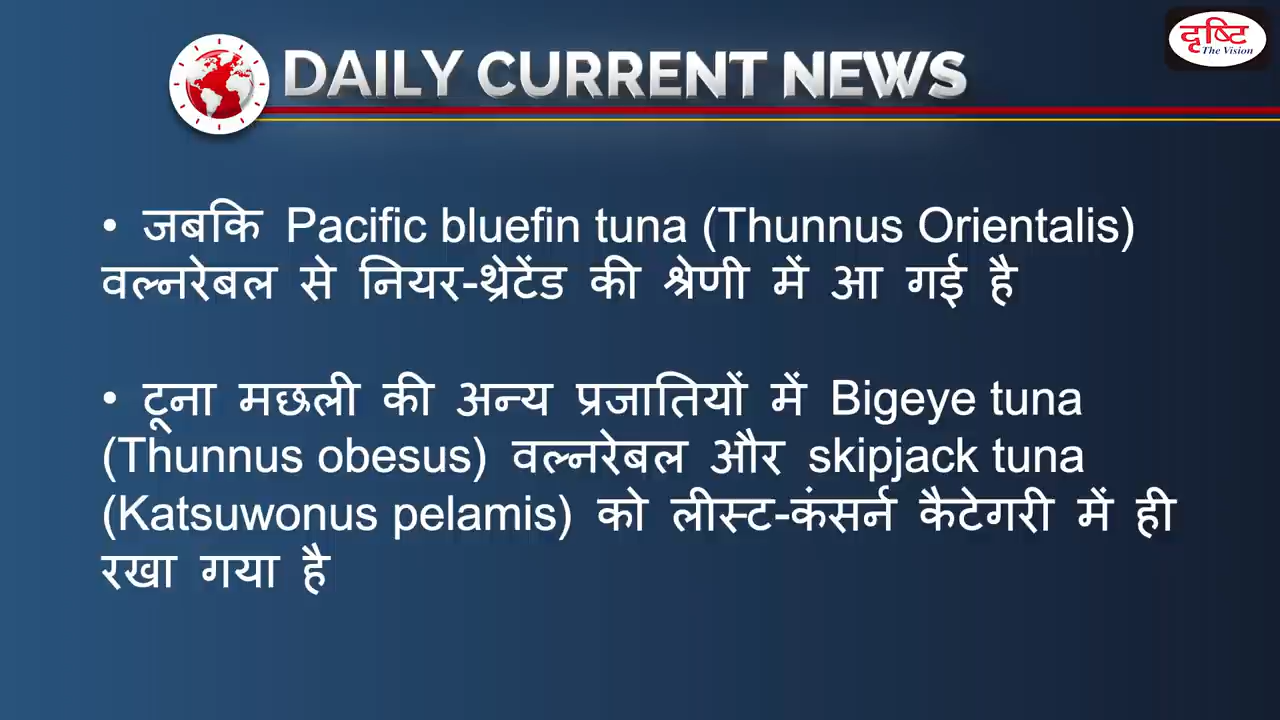 DAILY CURRENT NEWS
दृष्टि
The Vision
• जबकि Pacific bluefin tuna (Thunnus Orientalis)
वल्नरेबल से नियर-थ्रेटेंड की श्रेणी में आ गई है
• टूना मछली की अन्य प्रजातियों में Bigeye tuna
(Thunnus obesus) वल्नरेबल और skipjack tuna
(Katsuwonus pelamis) को लीस्ट-कंसर्न कैटेगरी में ही
रखा गया है